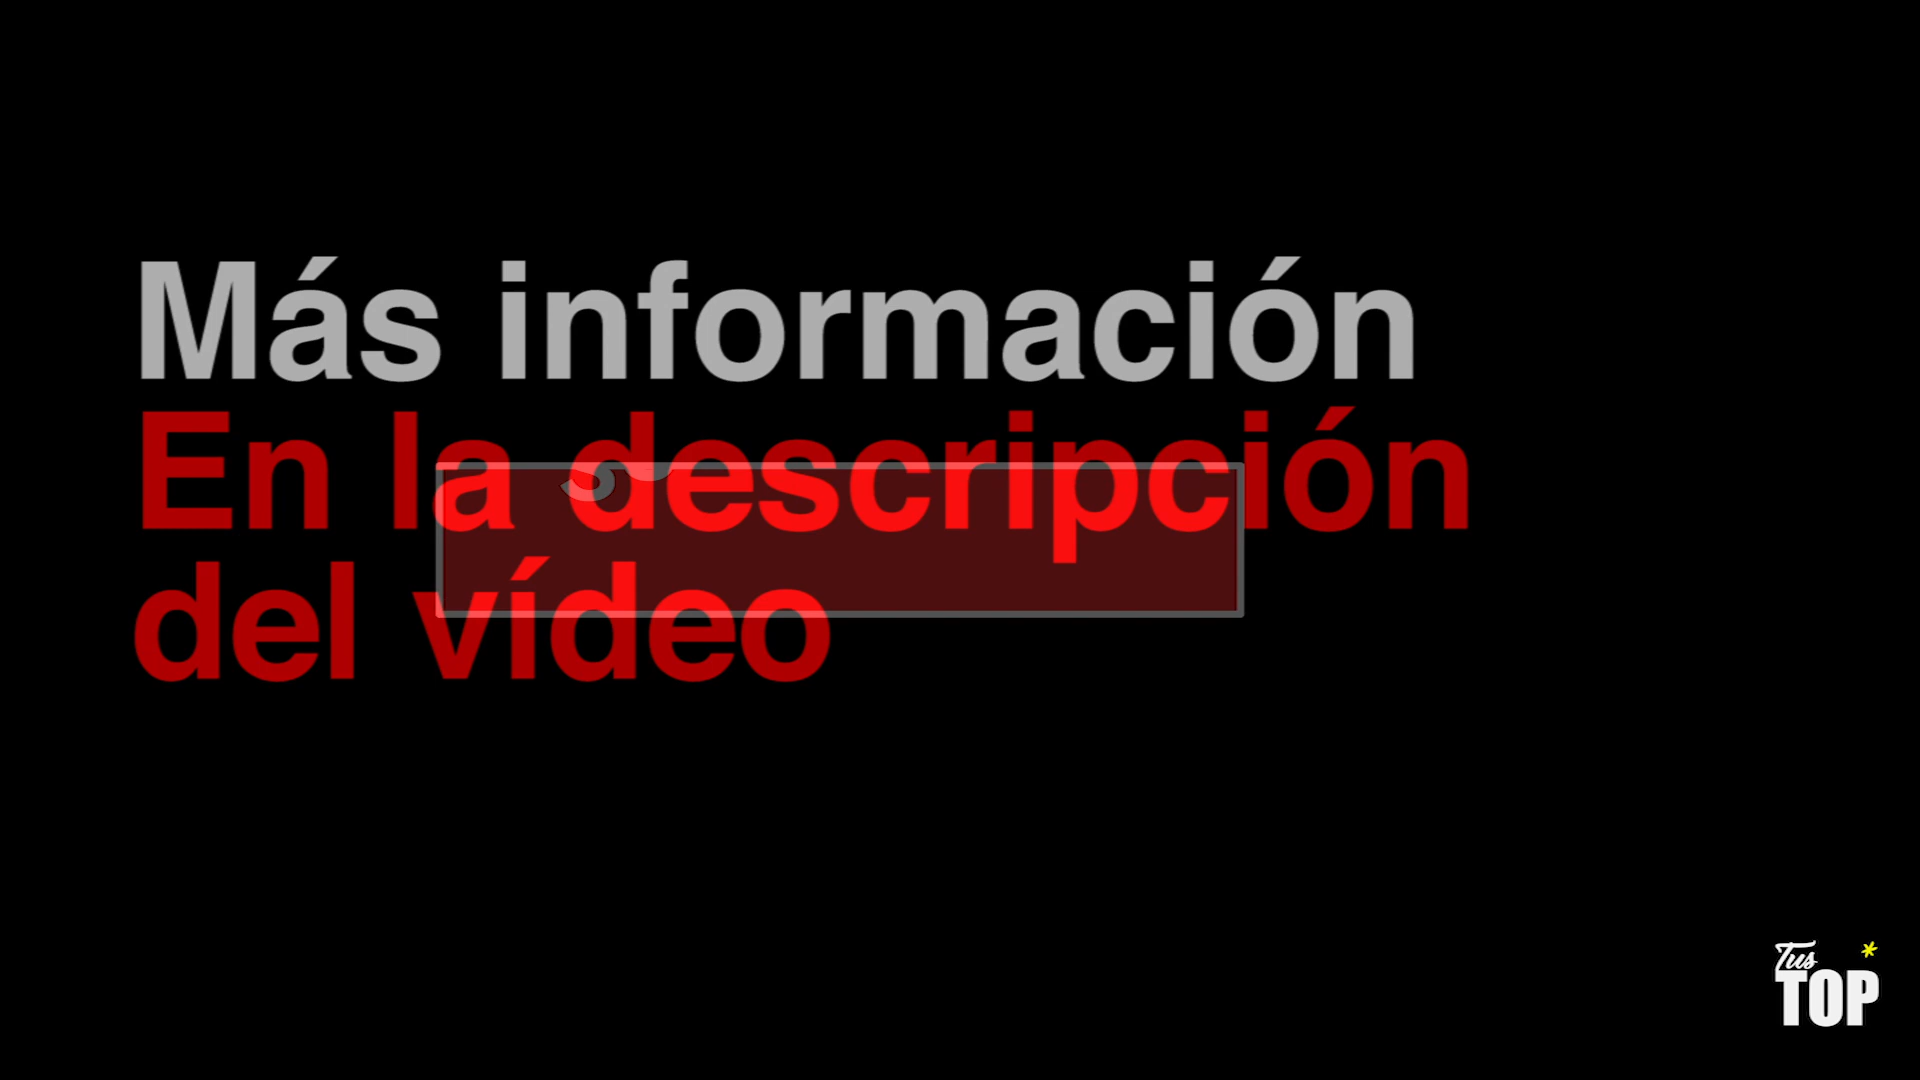 Más información
En la descripción
del vídeo
Tus
TOP